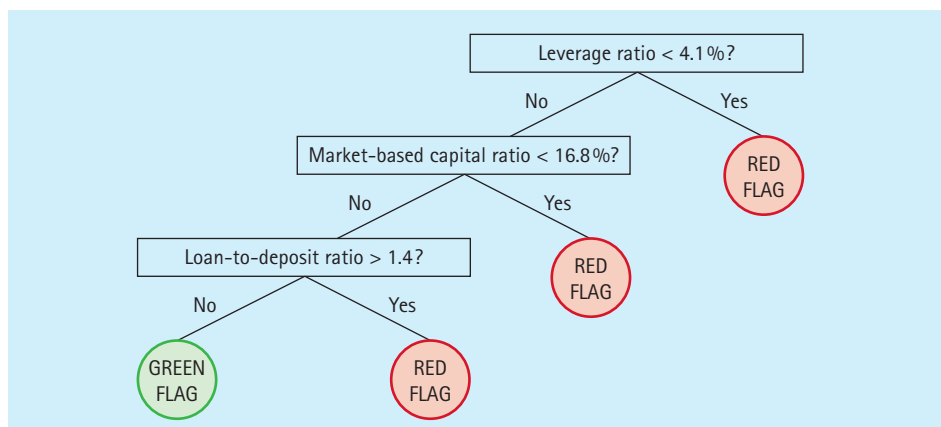 Leverage ratio < 4.1%?
No
Yes
Market-based capital ratio < 16.8%?
RED
FLAG
No
Yes
Loan-to-deposit ratio > 1.4?
RED
FLAG
No
Yes
GREEN
FLAG
RED
FLAG